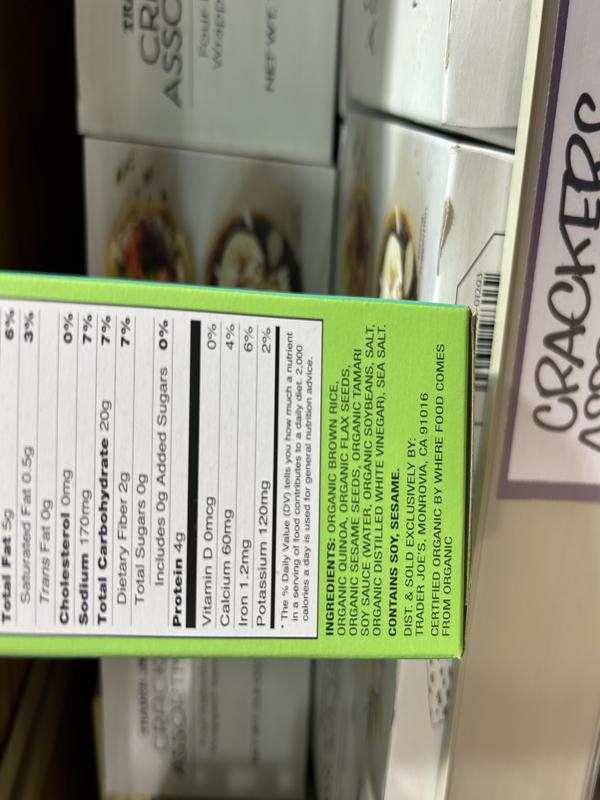 Total Fat 5g 6%
Saturated Fat 0.5g 3%
Trans Fat 0g
Cholesterol 0mg 0%
Sodium 170mg 7%
Total Carbohydrate 20g 7%
Dietary Fiber 2g 7%
Total Sugars 0g
Includes 0g Added Sugars 0%
Protein 4g
Vitamin D 0mcg 0%
Calcium 60mg 4%
Iron 1.2mg 6%
Potassium 120mg 2%
* The % Daily Value (DV) tells you how much a nutrient
in a serving of food contributes to a daily diet. 2,000
calories a day is used for general nutrition advice.
INGREDIENTS: ORGANIC BROWN RICE,
ORGANIC QUINOA, ORGANIC FLAX SEEDS,
ORGANIC SESAME SEEDS, ORGANIC TAMARI
SOY SAUCE (WATER, ORGANIC SOYBEANS, SALT,
ORGANIC DISTILLED WHITE VINEGAR), SEA SALT.
CONTAINS SOY, SESAME.
DIST. & SOLD EXCLUSIVELY BY:
TRADER JOE'S, MONROVIA, CA 91016
CERTIFIED ORGANIC BY WHERE FOOD COMES
FROM ORGANIC
CRACKERS
TRA
CR
ASSO
Four
Wrapp
NET WT.